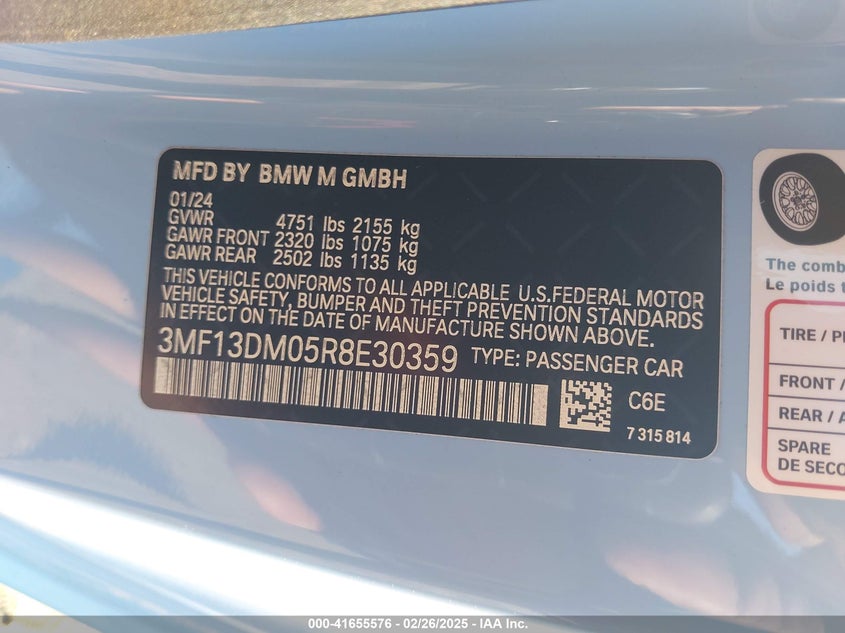 MFD BY BMW M GMBH
01/24
GVWR 4751 lbs 2155 kg
GAWR FRONT 2320 lbs 1075 kg
GAWR REAR 2502 lbs 1135 kg
THIS VEHICLE CONFORMS TO ALL APPLICABLE U.S.FEDERAL MOTOR
VEHICLE SAFETY, BUMPER AND THEFT PREVENTION STANDARDS
IN EFFECT ON THE DATE OF MANUFACTURE SHOWN ABOVE.
3MF13DM05R8E30359 TYPE: PASSENGER CAR
C6E
7 315 814
The comb
Le poids t
TIRE / P
FRONT /
REAR / A
SPARE
DE SECO
000-41655576 - 02/26/2025 - IAA Inc.